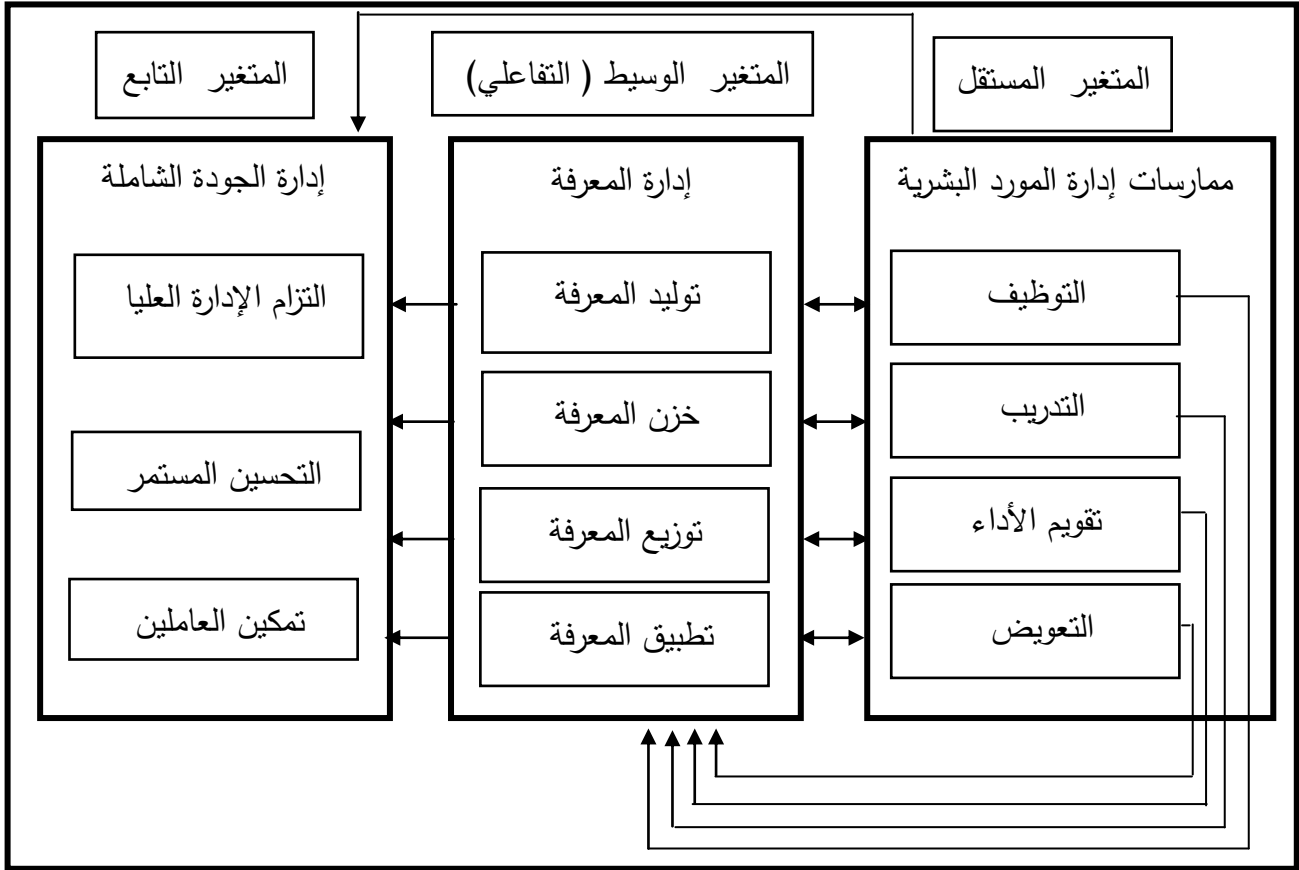 المتغير المستقل
المتغير الوسيط (التفاعلي)
المتغير التابع
ممارسات إدارة المورد البشرية
التوظيف
التدريب
تقويم الأداء
التعويض
إدارة المعرفة
توليد المعرفة
خزن المعرفة
توزيع المعرفة
تطبيق المعرفة
إدارة الجودة الشاملة
التزام الإدارة العليا
التحسين المستمر
تمكين العاملين